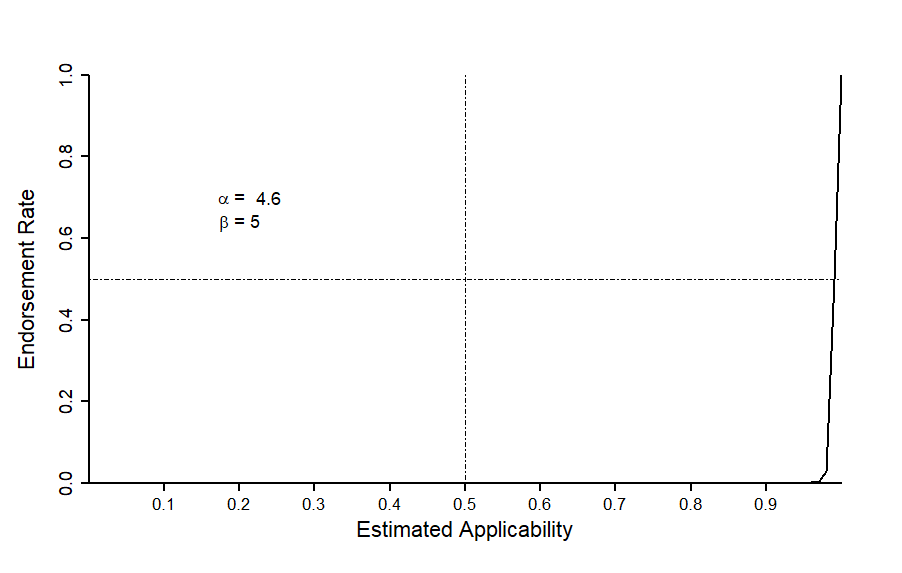 1.0
0.8
α = 4.6
β = 5
0.6
Endorsement Rate
0.4
0.2
0.0
0.1 0.2 0.3 0.4 0.5 0.6 0.7 0.8 0.9
Estimated Applicability